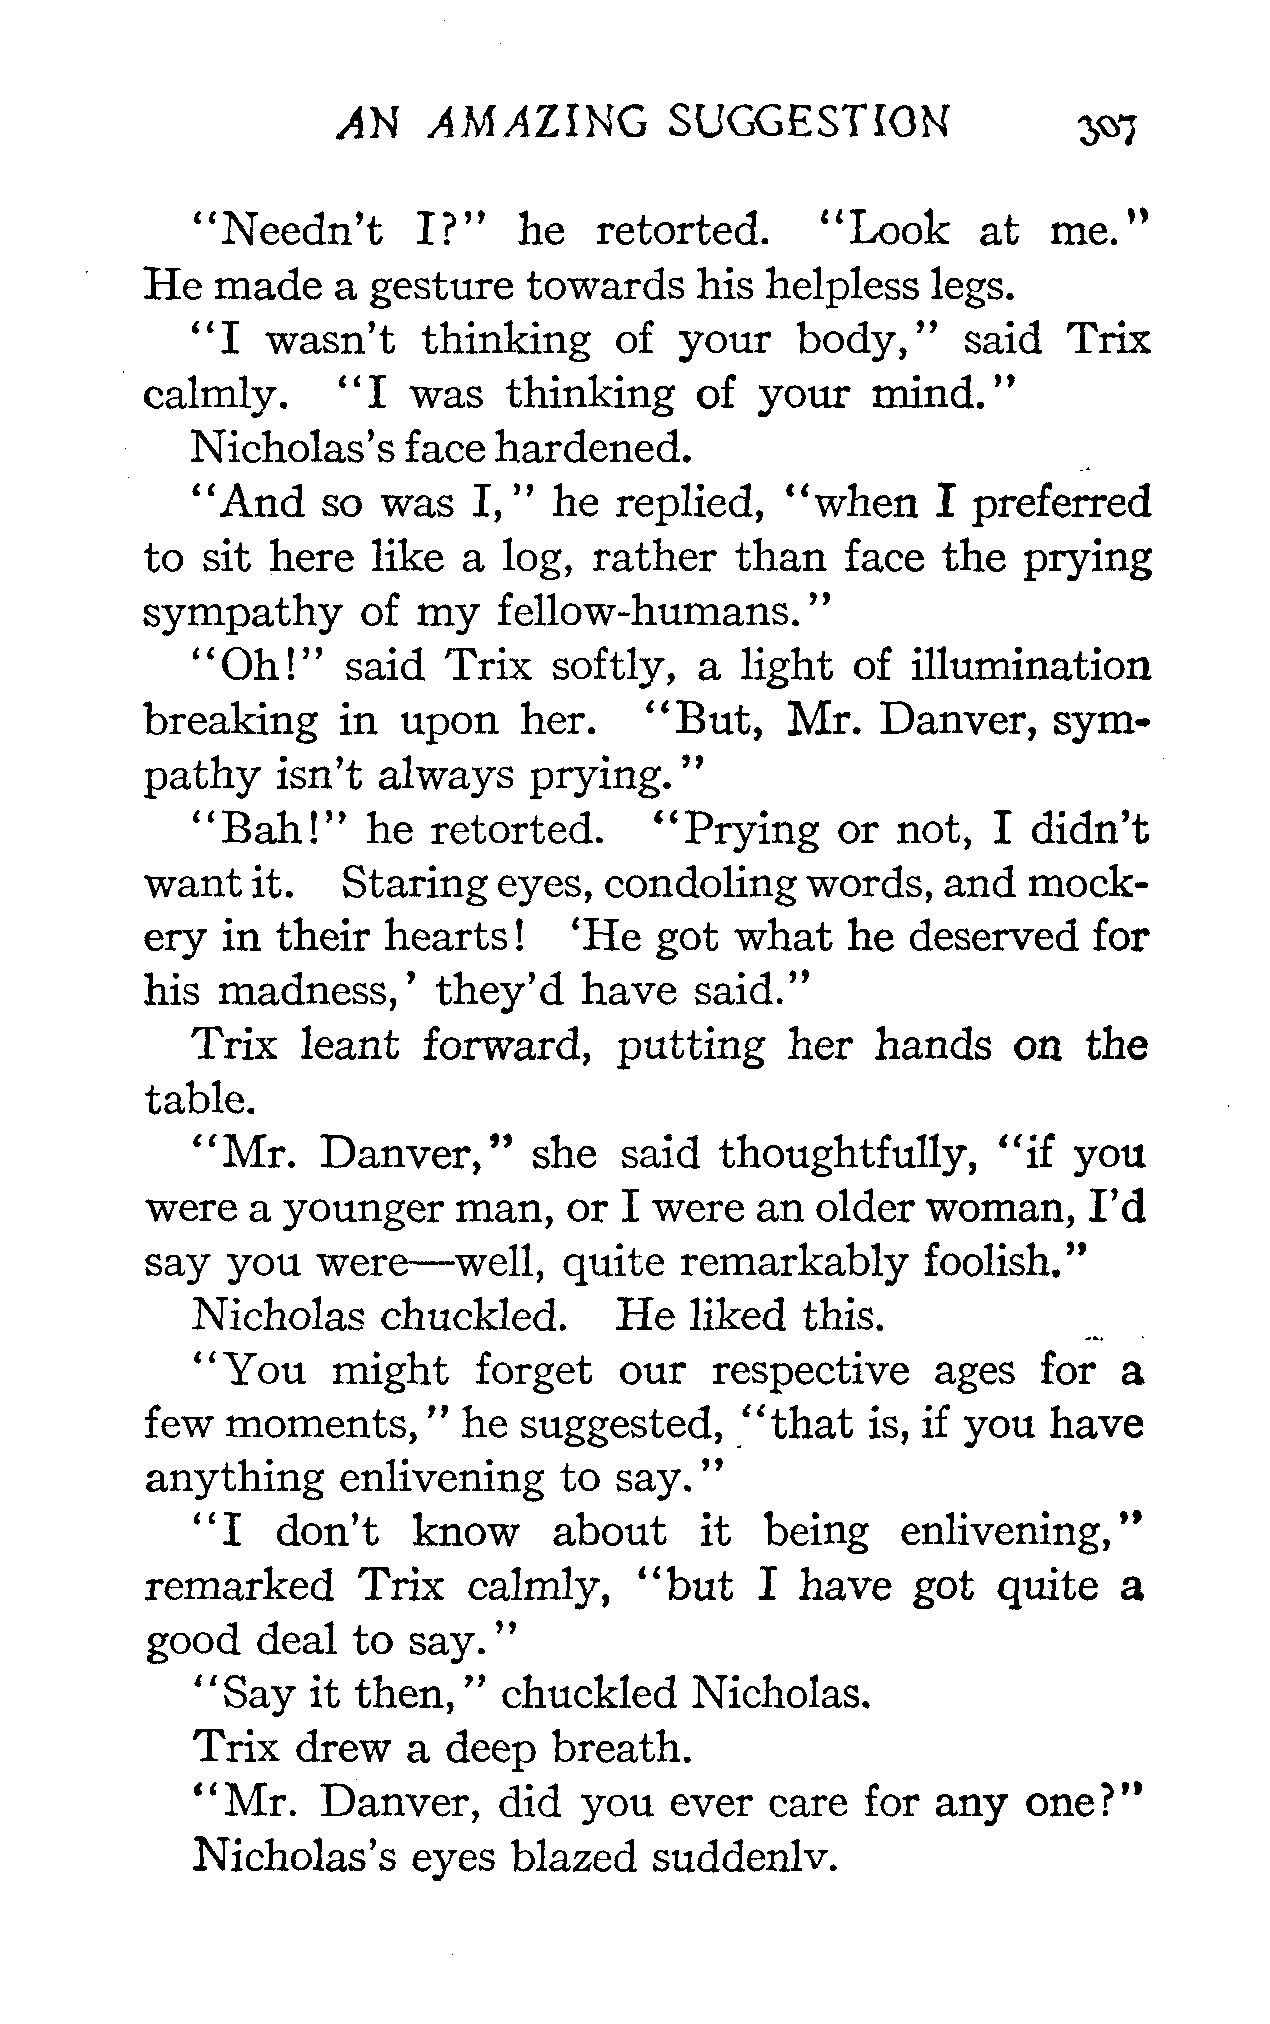 AN AMAZING SUGGESTION 307
"Needn't I?" he retorted. "Look at me."
He made a gesture towards his helpless legs.
"I wasn't thinking of your body," said Trix
calmly. "I was thinking of your mind."
Nicholas's face hardened.
"And so was I," he replied, "when I preferred
to sit here like a log, rather than face the prying
sympathy of my fellow-humans."
"Oh!" said Trix softly, a light of illumination
breaking in upon her. "But, Mr. Danver, sym-
pathy isn't always prying."
"Bah!" he retorted. "Prying or not, I didn't
want it. Staring eyes, condoling words, and mock-
ery in their hearts! 'He got what he deserved for
his madness,' they'd have said."
Trix leant forward, putting her hands on the
table.
"Mr. Danver," she said thoughtfully, "if you
were a younger man, or I were an older woman, I'd
say you were—well, quite remarkably foolish."
Nicholas chuckled. He liked this.
"You might forget our respective ages for a
few moments," he suggested, "that is, if you have
anything enlivening to say."
"I don't know about it being enlivening,"
remarked Trix calmly, "but I have got quite a
good deal to say."
"Say it then," chuckled Nicholas.
Trix drew a deep breath.
"Mr. Danver, did you ever care for any one?"
Nicholas's eyes blazed suddenly.